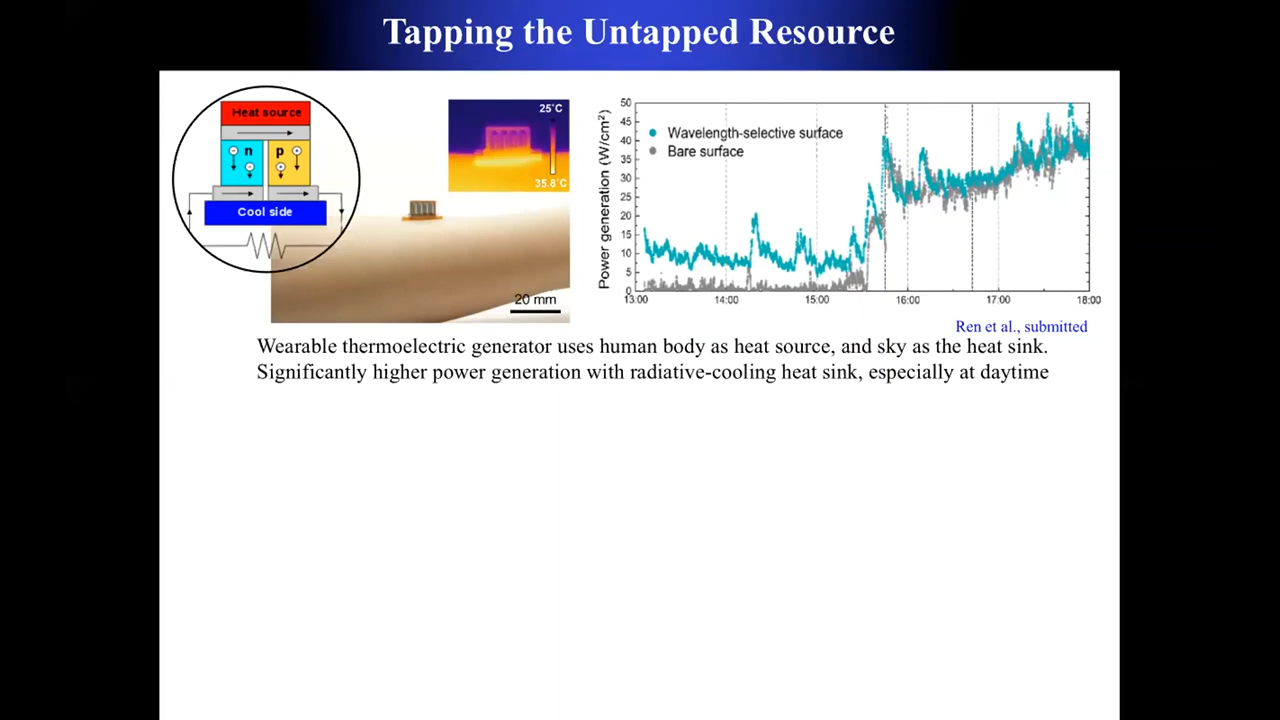 Tapping the Untapped Resource
Heat source
n
p
Cool side
25˚C
35.8˚C
20 mm
Power generation (W/cm²)
50
45
40
35
30
25
20
15
10
5
0
Wavelength-selective surface
Bare surface
13:00 14:00 15:00 16:00 17:00 18:00
Ren et al., submitted
Wearable thermoelectric generator uses human body as heat source, and sky as the heat sink.
Significantly higher power generation with radiative-cooling heat sink, especially at daytime